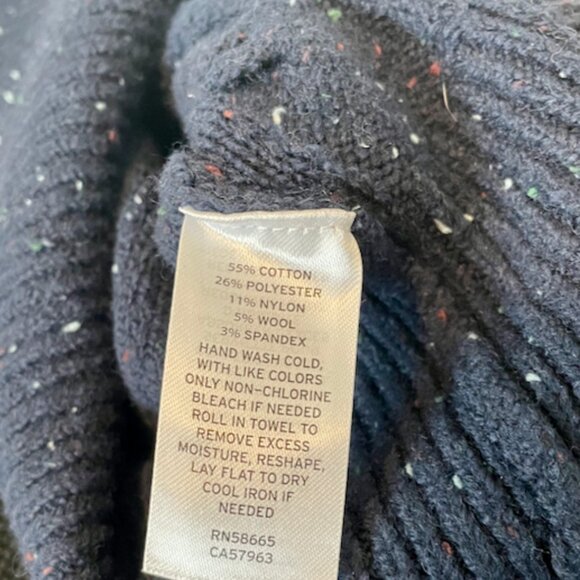 55% COTTON
26% POLYESTER
11% NYLON
5% WOOL
3% SPANDEX
HAND WASH COLD,
WITH LIKE COLORS
ONLY NON-CHLORINE
BLEACH IF NEEDED
ROLL IN TOWEL TO
REMOVE EXCESS
MOISTURE, RESHAPE,
LAY FLAT TO DRY
COOL IRON IF
NEEDED
RN58665
CA57963